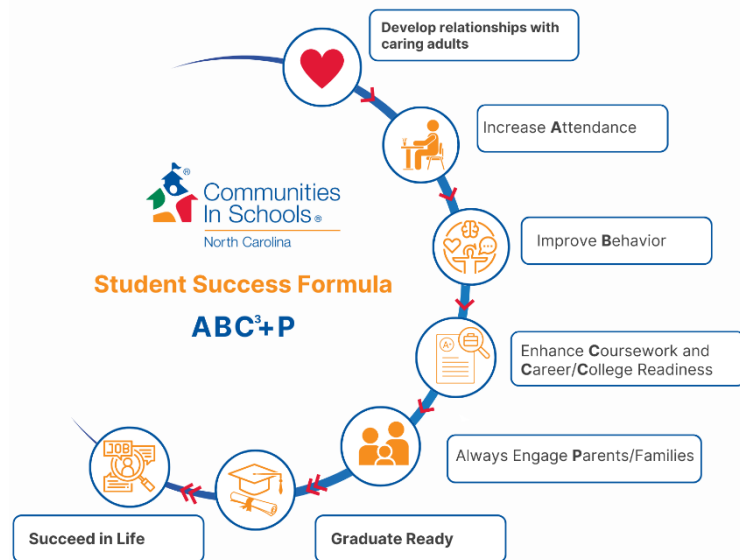 Develop relationships with
caring adults
Increase Attendance
Communities
In Schools®
North Carolina
Improve Behavior
Student Success Formula
ABC³+P
A+
Enhance Coursework and
Career/College Readiness
Always Engage Parents/Families
JOB
Succeed in Life
Graduate Ready